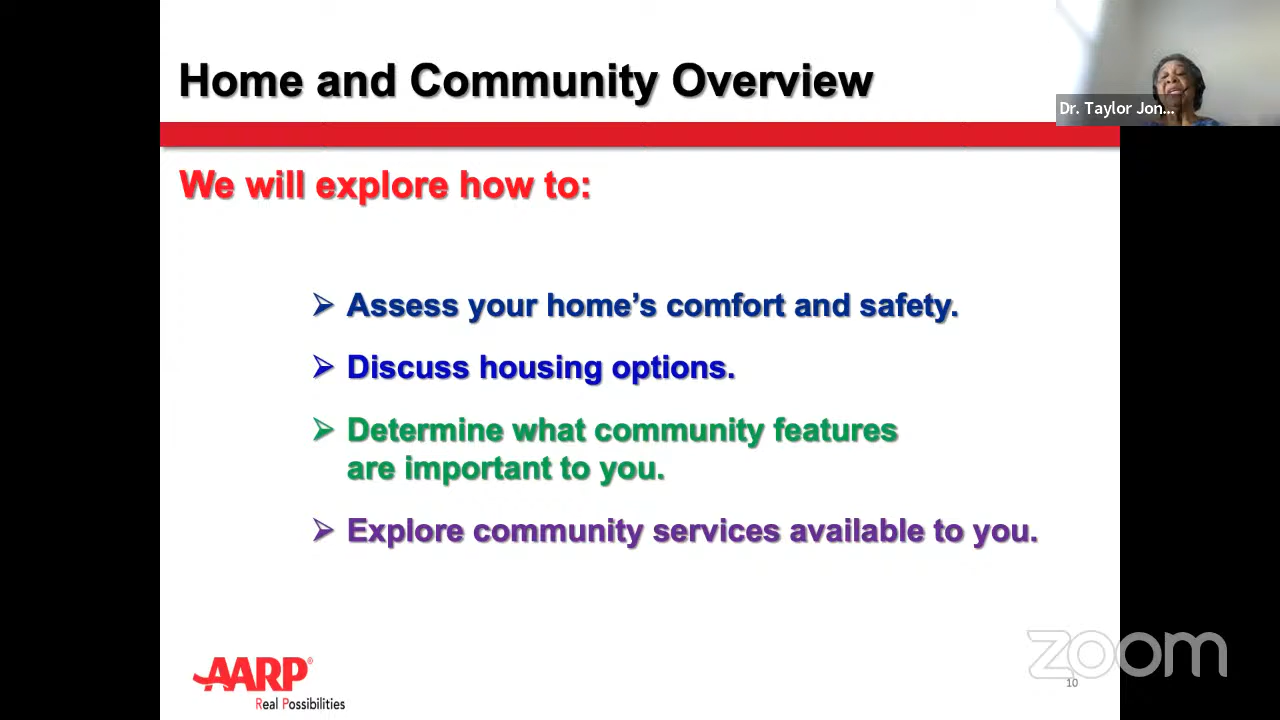 Home and Community Overview
Dr. Taylor Jon...
We will explore how to:
➢ Assess your home’s comfort and safety.
➢ Discuss housing options.
➢ Determine what community features
are important to you.
➢ Explore community services available to you.
AARP®
Real Possibilities
zoom
10